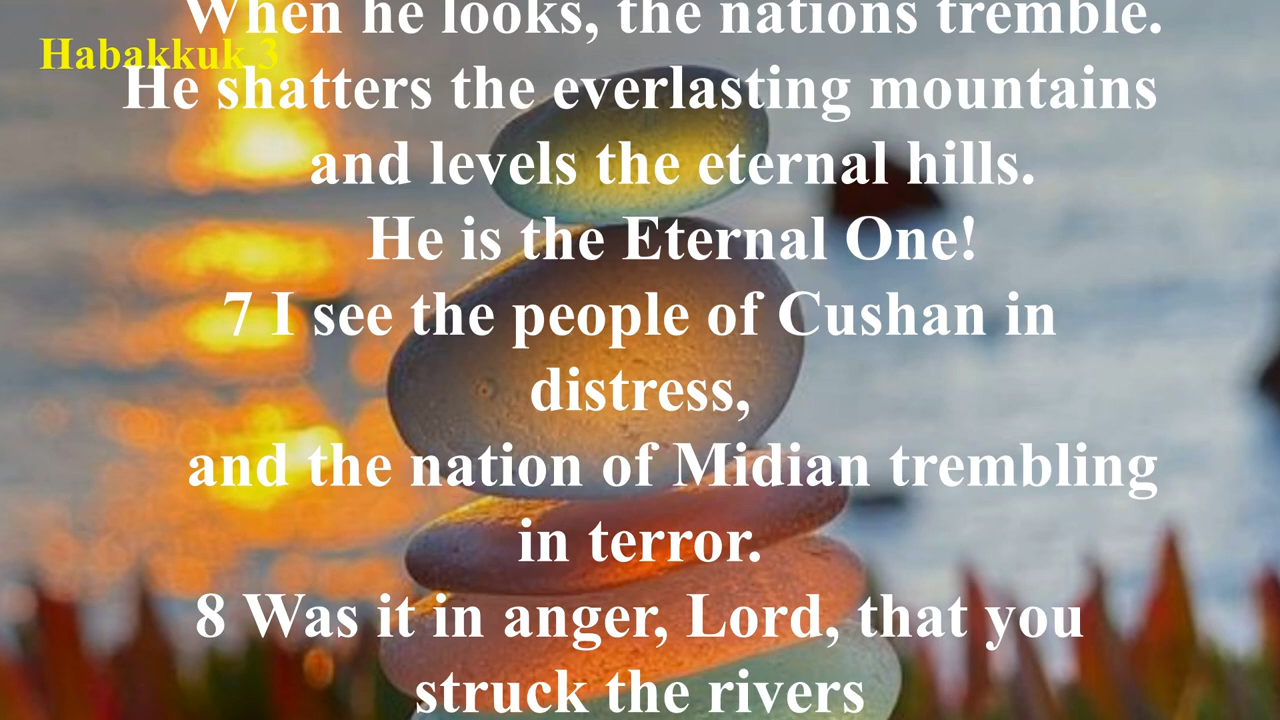 When he looks, the nations tremble.
Habakkuk 3
He shatters the everlasting mountains
and levels the eternal hills.
He is the Eternal One!
7 I see the people of Cushan in
distress,
and the nation of Midian trembling
in terror.
8 Was it in anger, Lord, that you
struck the rivers